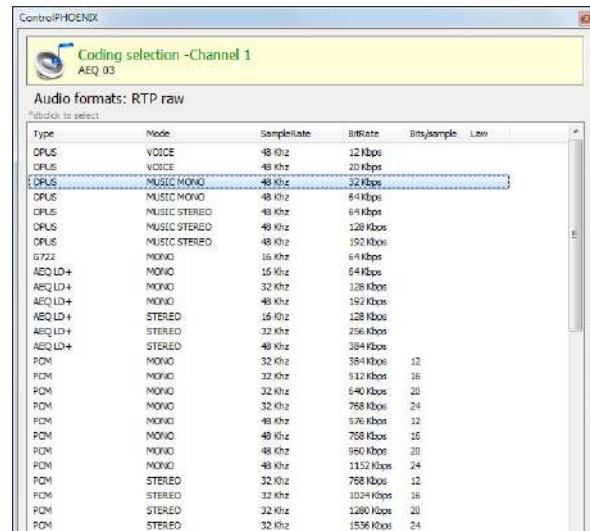 ControlPHOENIX
Coding selection -Channel 1
AEQ 03
Audio formats: RTP raw
*dbclick to select
Type Mode SampleRate BitRate Bits/sample Law
OPUS VOICE 48 Khz 12 Kbps
OPUS VOICE 48 Khz 20 Kbps
OPUS MUSIC MONO 48 Khz 32 Kbps
OPUS MUSIC MONO 48 Khz 64 Kbps
OPUS MUSIC STEREO 48 Khz 64 Kbps
OPUS MUSIC STEREO 48 Khz 128 Kbps
OPUS MUSIC STEREO 48 Khz 192 Kbps
G722 MONO 16 Khz 64 Kbps
AEQ LD+ MONO 16 Khz 64 Kbps
AEQ LD+ MONO 32 Khz 128 Kbps
AEQ LD+ MONO 48 Khz 192 Kbps
AEQ LD+ STEREO 16 Khz 128 Kbps
AEQ LD+ STEREO 32 Khz 256 Kbps
AEQ LD+ STEREO 48 Khz 384 Kbps
PCM MONO 32 Khz 384 Kbps 12
PCM MONO 32 Khz 512 Kbps 16
PCM MONO 32 Khz 640 Kbps 20
PCM MONO 32 Khz 768 Kbps 24
PCM MONO 48 Khz 576 Kbps 12
PCM MONO 48 Khz 768 Kbps 16
PCM MONO 48 Khz 960 Kbps 20
PCM MONO 48 Khz 1152 Kbps 24
PCM STEREO 32 Khz 768 Kbps 12
PCM STEREO 32 Khz 1024 Kbps 16
PCM STEREO 32 Khz 1280 Kbps 20
PCM STEREO 32 Khz 1536 Kbps 24